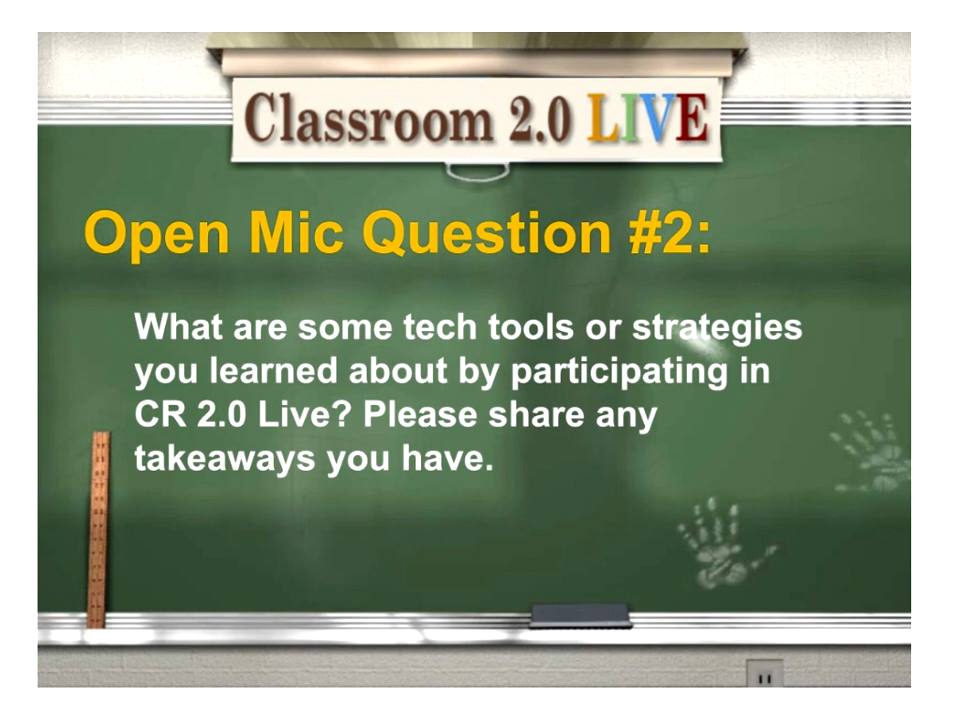 Classroom 2.0 LIVE
Open Mic Question #2:
What are some tech tools or strategies
you learned about by participating in
CR 2.0 Live? Please share any
takeaways you have.